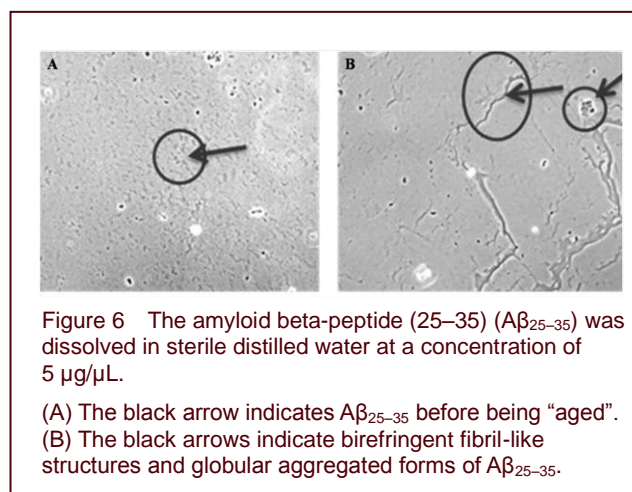 A B
Figure 6 The amyloid beta-peptide (25–35) (Aβ25–35) was
dissolved in sterile distilled water at a concentration of
5 μg/μL.
(A) The black arrow indicates Aβ25–35 before being “aged”.
(B) The black arrows indicate birefringent fibril-like
structures and globular aggregated forms of Aβ25–35.